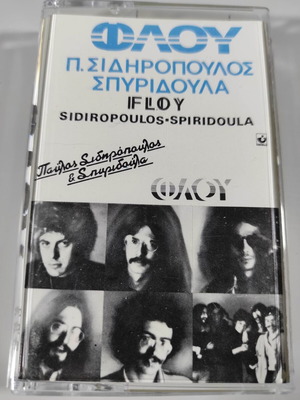 ΦΛΟΥ
Π.ΣΙΔΗΡΟΠΟΥΛΟΣ
ΣΠΥΡΙΔΟΥΛΑ
FLOY
SIDIROPOULOS·SPIRIDOULA
Παύλος Σιδηρόπουλος
& Σπυριδούλα
ΦΛΟΥ